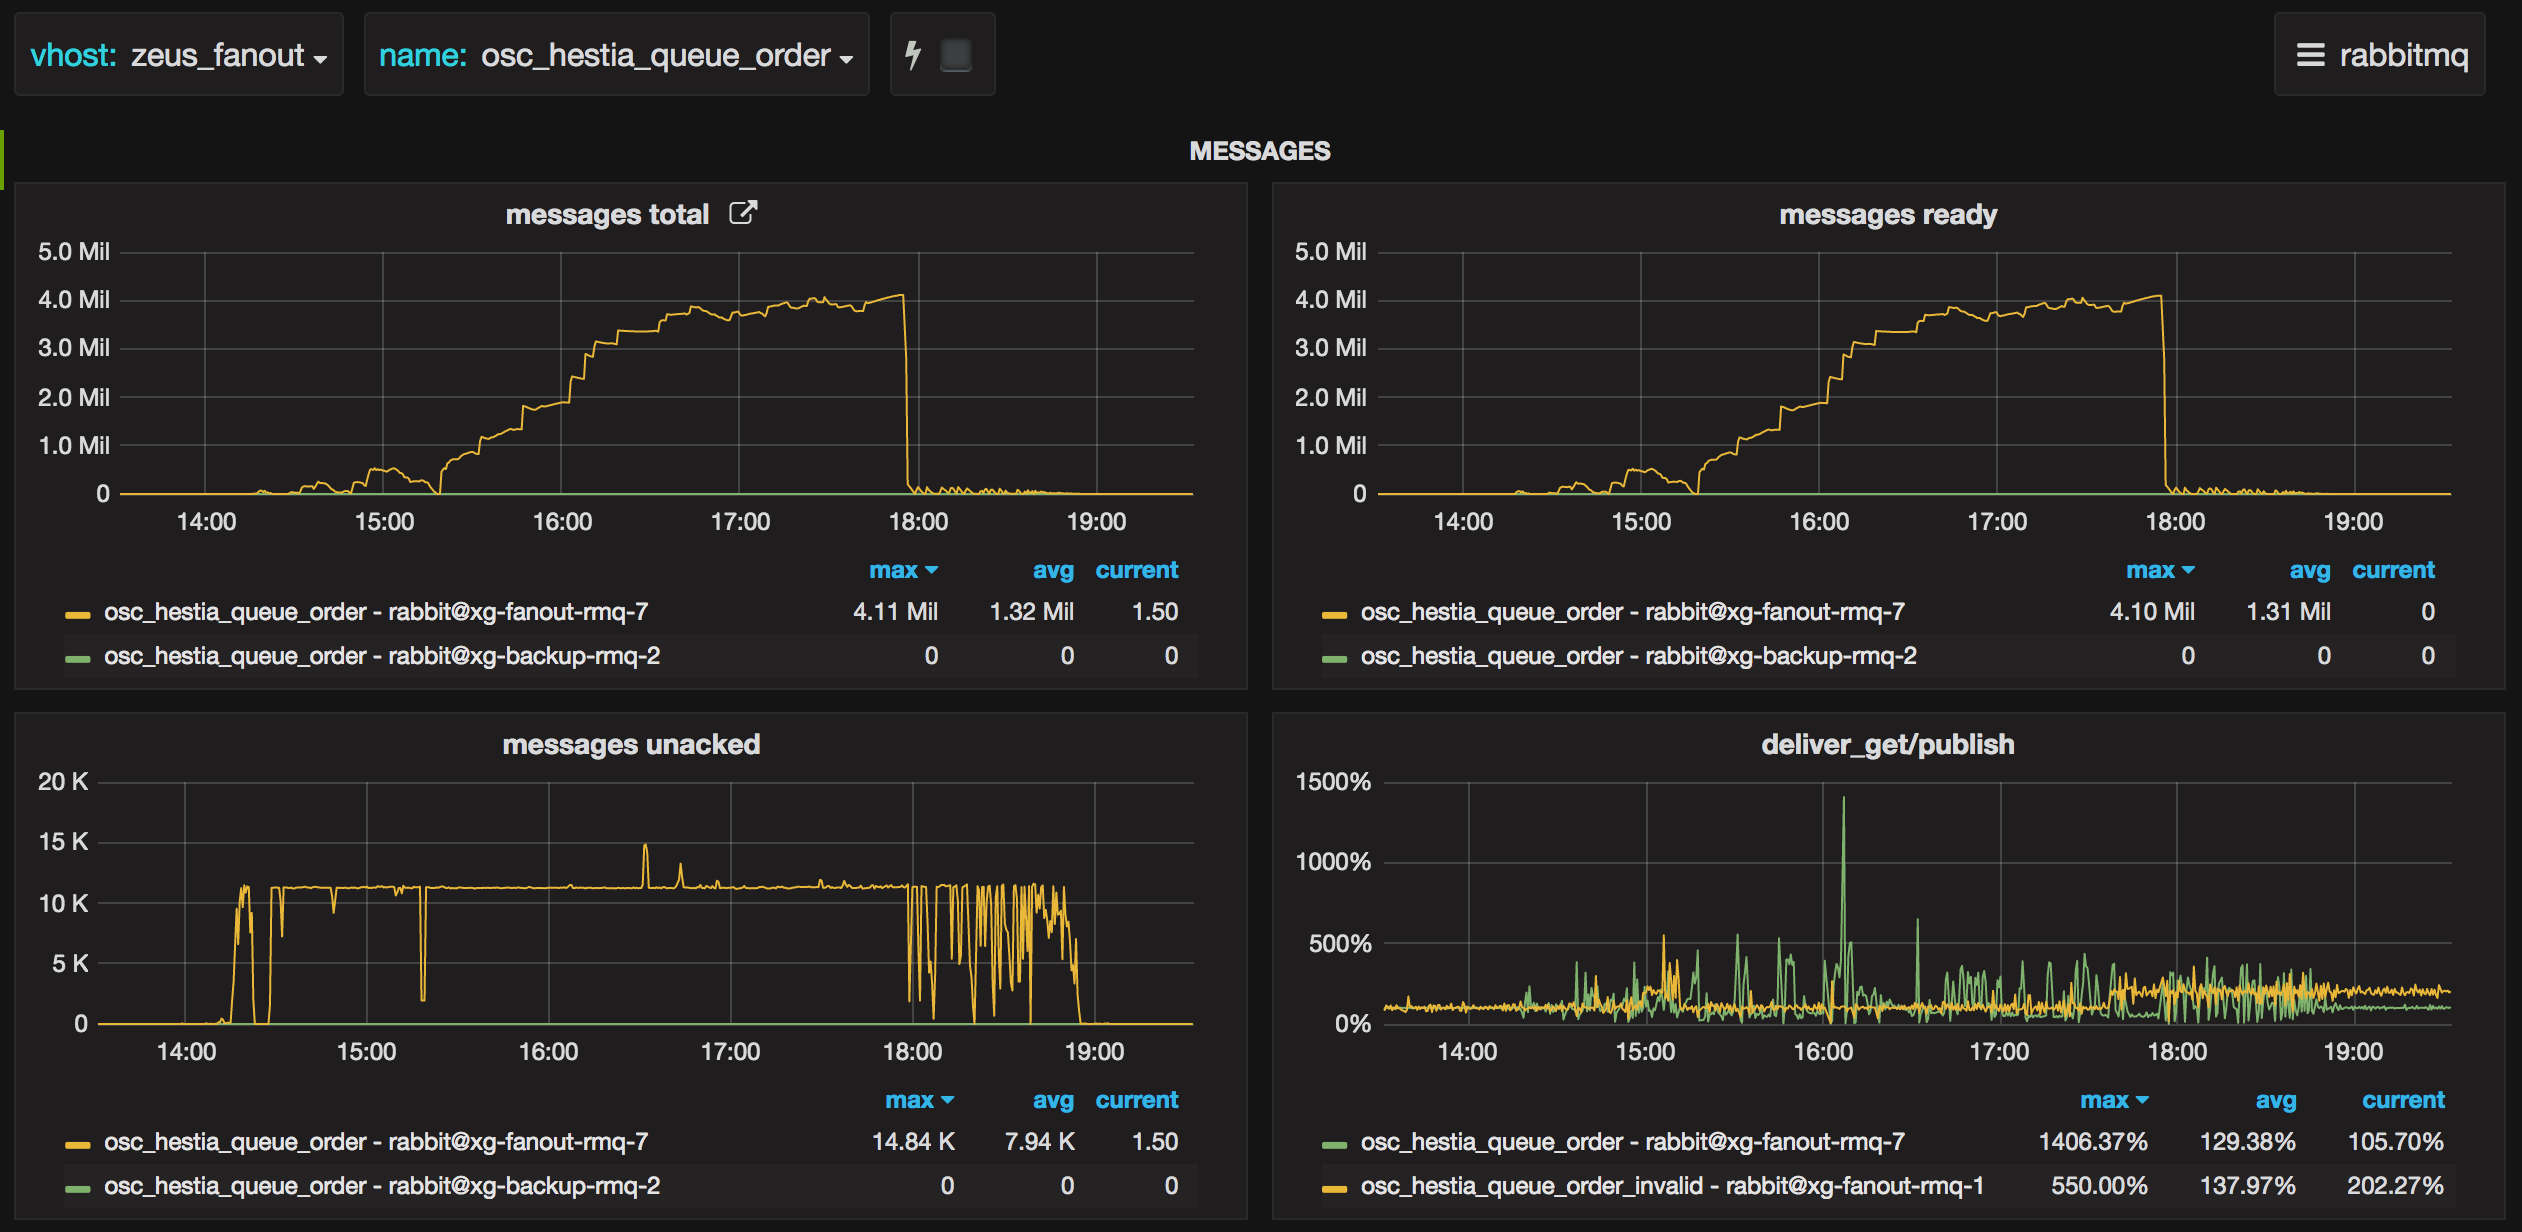 vhost: zeus_fanout name: osc_hestia_queue_order rabbitmq
MESSAGES
messages total
5.0 Mil
4.0 Mil
3.0 Mil
2.0 Mil
1.0 Mil
0
14:00 15:00 16:00 17:00 18:00 19:00
max avg current
osc_hestia_queue_order - rabbit@xg-fanout-rmq-7 4.11 Mil 1.32 Mil 1.50
osc_hestia_queue_order - rabbit@xg-backup-rmq-2 0 0 0
messages ready
5.0 Mil
4.0 Mil
3.0 Mil
2.0 Mil
1.0 Mil
0
14:00 15:00 16:00 17:00 18:00 19:00
max avg current
osc_hestia_queue_order - rabbit@xg-fanout-rmq-7 4.10 Mil 1.31 Mil 0
osc_hestia_queue_order - rabbit@xg-backup-rmq-2 0 0 0
messages unacked
20 K
15 K
10 K
5 K
0
14:00 15:00 16:00 17:00 18:00 19:00
max avg current
osc_hestia_queue_order - rabbit@xg-fanout-rmq-7 14.84 K 7.94 K 1.50
osc_hestia_queue_order - rabbit@xg-backup-rmq-2 0 0 0
deliver_get/publish
1500%
1000%
500%
0%
14:00 15:00 16:00 17:00 18:00 19:00
max avg current
osc_hestia_queue_order - rabbit@xg-fanout-rmq-7 1406.37% 129.38% 105.70%
osc_hestia_queue_order_invalid - rabbit@xg-fanout-rmq-1 550.00% 137.97% 202.27%